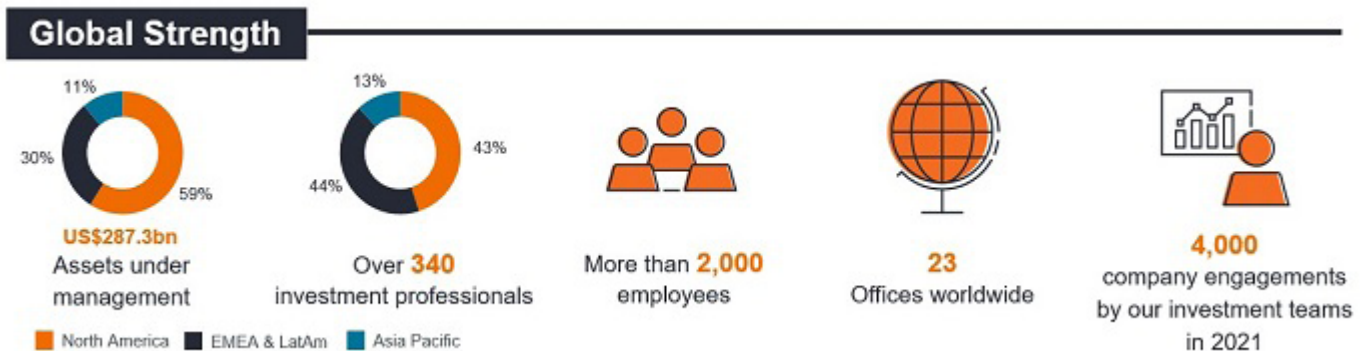 Global Strength
11%
30%
59%
US$287.3bn
Assets under
management
13%
43%
44%
Over 340
investment professionals
More than 2,000
employees
23
Offices worldwide
4,000
company engagements
by our investment teams
in 2021
North America EMEA & LatAm Asia Pacific